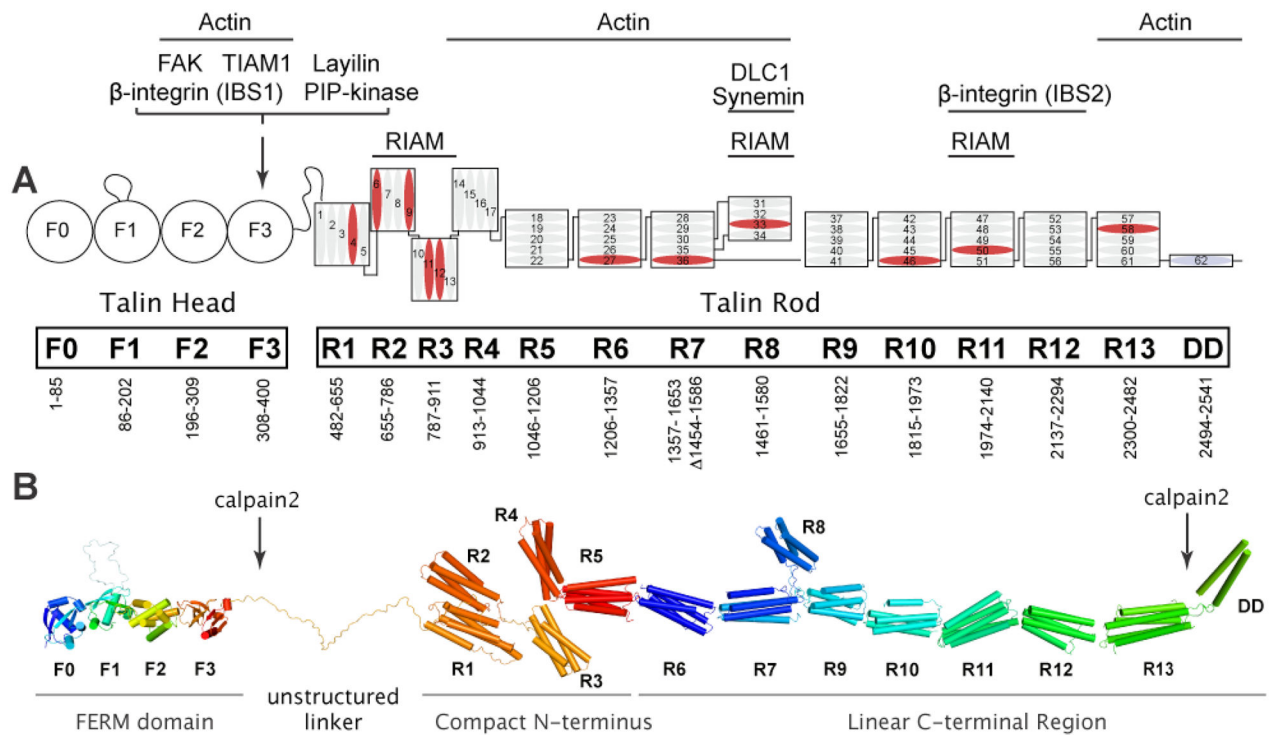 Actin Actin Actin
FAK TIAM1 Layilin
β-integrin (IBS1) PIP-kinase
DLC1
Synemin
β-integrin (IBS2)
RIAM RIAM RIAM
A
F0 F1 F2 F3
1 2 3 4 5
6 7 8 9
10 11 12 13
14 15 16 17
18 19 20 21 22
23 24 25 26 27
28 29 30 35 36
31 32 33 34
37 38 39 40 41
42 43 44 45 46
47 48 49 50 51
52 53 54 55 56
57 58 59 60 61
62
Talin Head Talin Rod
F0 F1 F2 F3 R1 R2 R3 R4 R5 R6 R7 R8 R9 R10 R11 R12 R13 DD
1-85
86-202
196-309
308-400
482-655
655-786
787-911
913-1044
1046-1206
1206-1357
1357- 1653
Δ1454-1586
1461-1580
1655-1822
1815-1973
1974-2140
2137-2294
2300-2482
2494-2541
B
calpain2 calpain2
R4 R8
R2 R5
DD
F0 F1 F2 F3 R1 R3 R6 R7 R9 R10 R11 R12 R13
FERM domain
unstructured
linker
Compact N-terminus
Linear C-terminal Region